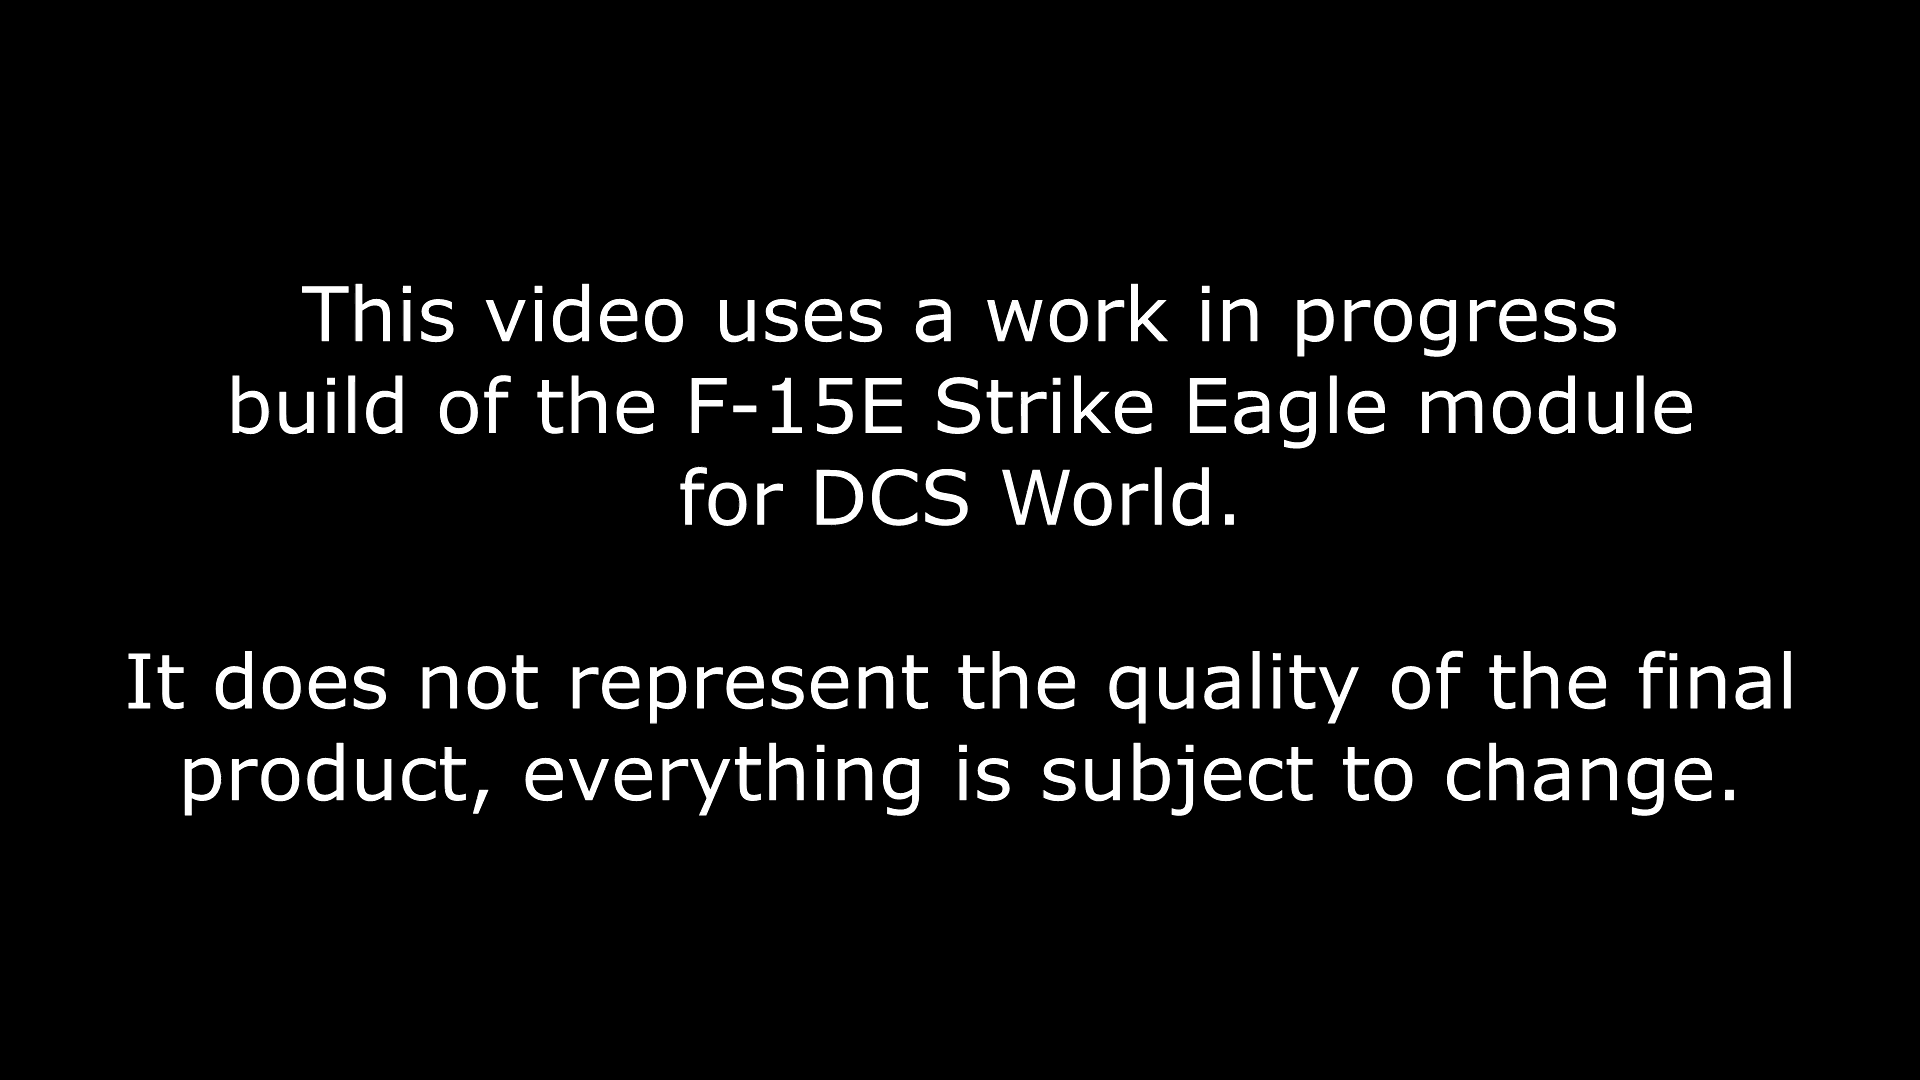 This video uses a work in progress
build of the F-15E Strike Eagle module
for DCS World.
It does not represent the quality of the final
product, everything is subject to change.